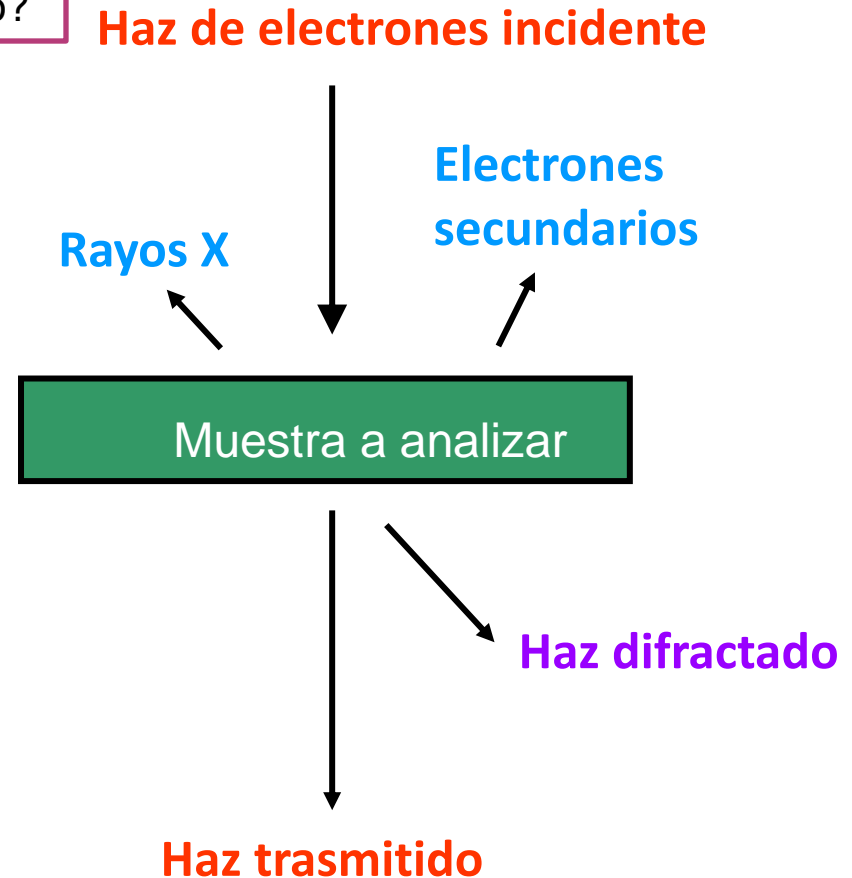 Haz de electrones incidente
Electrones
secundarios
Rayos X
Muestra a analizar
Haz difractado
Haz trasmitido